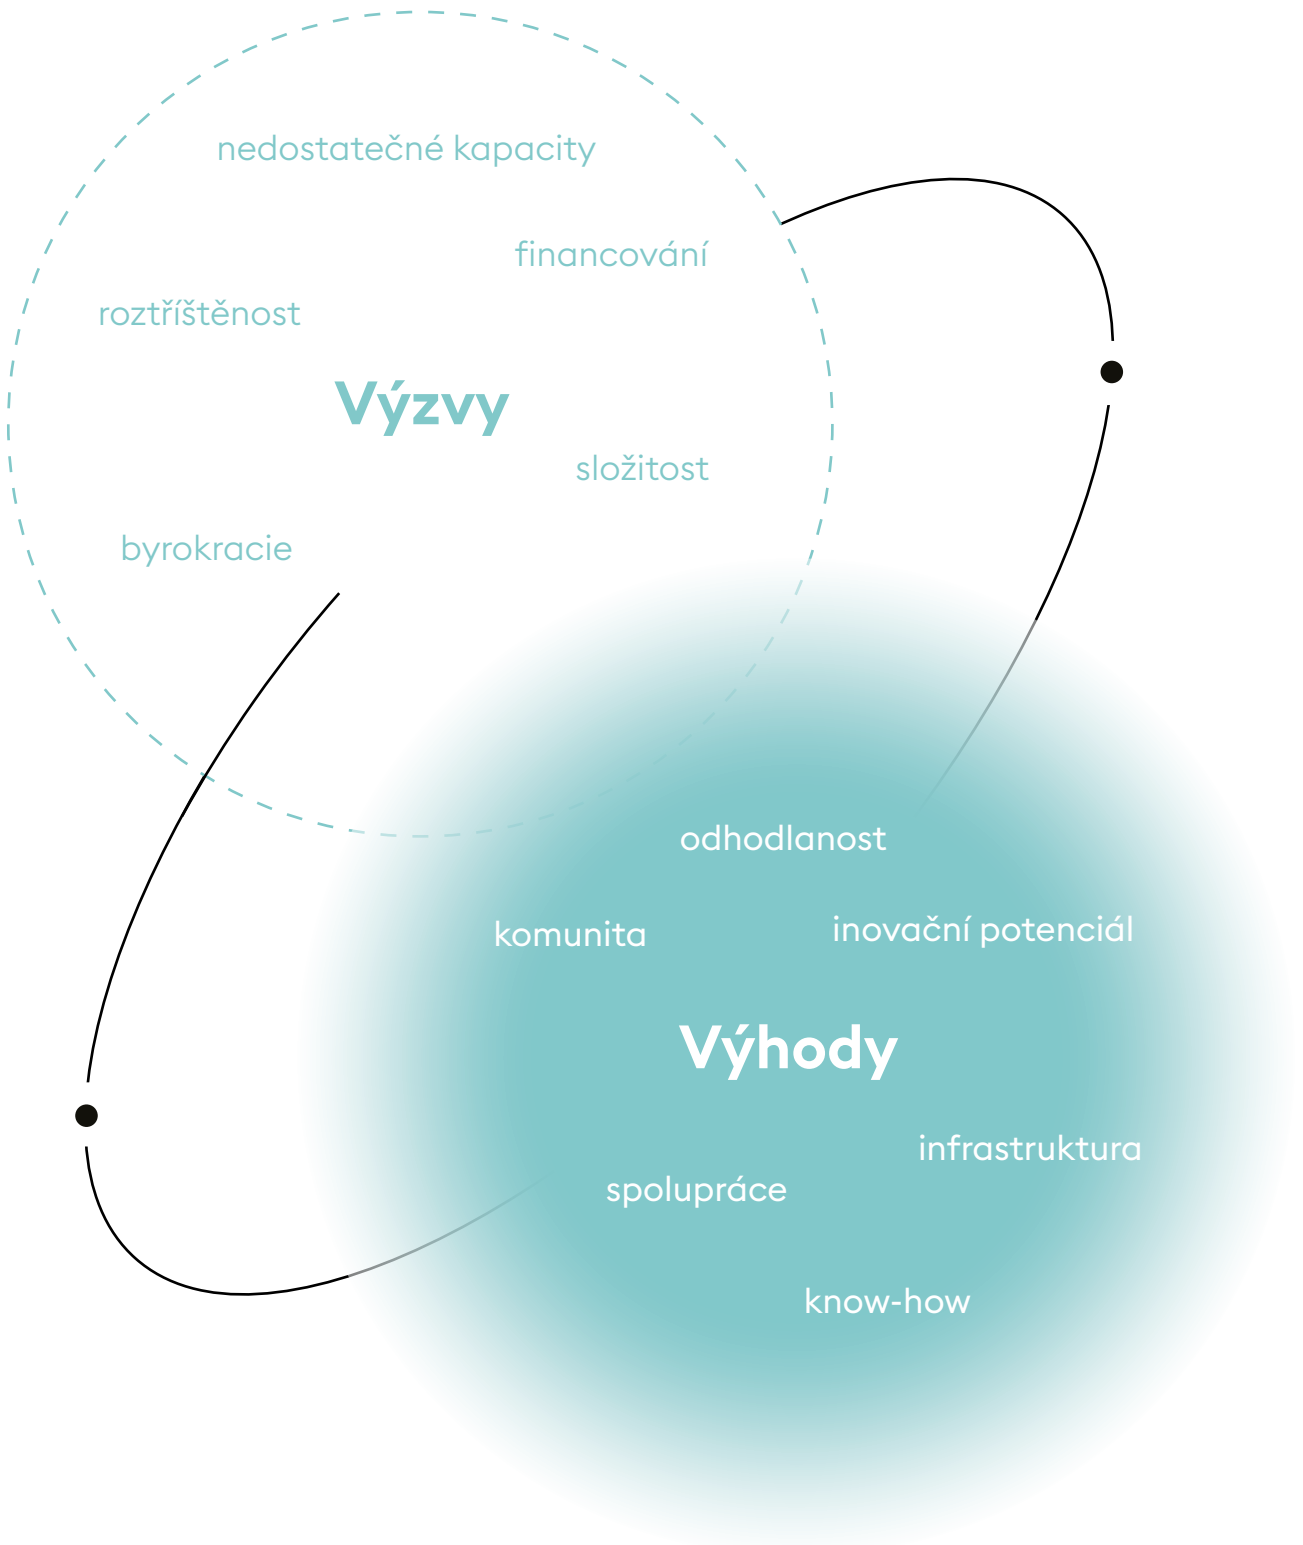 nedostatečné kapacity
financování
roztříštěnost
Výzvy
složitost
byrokracie
odhodlanost
komunita
inovační potenciál
Výhody
infrastruktura
spolupráce
know-how